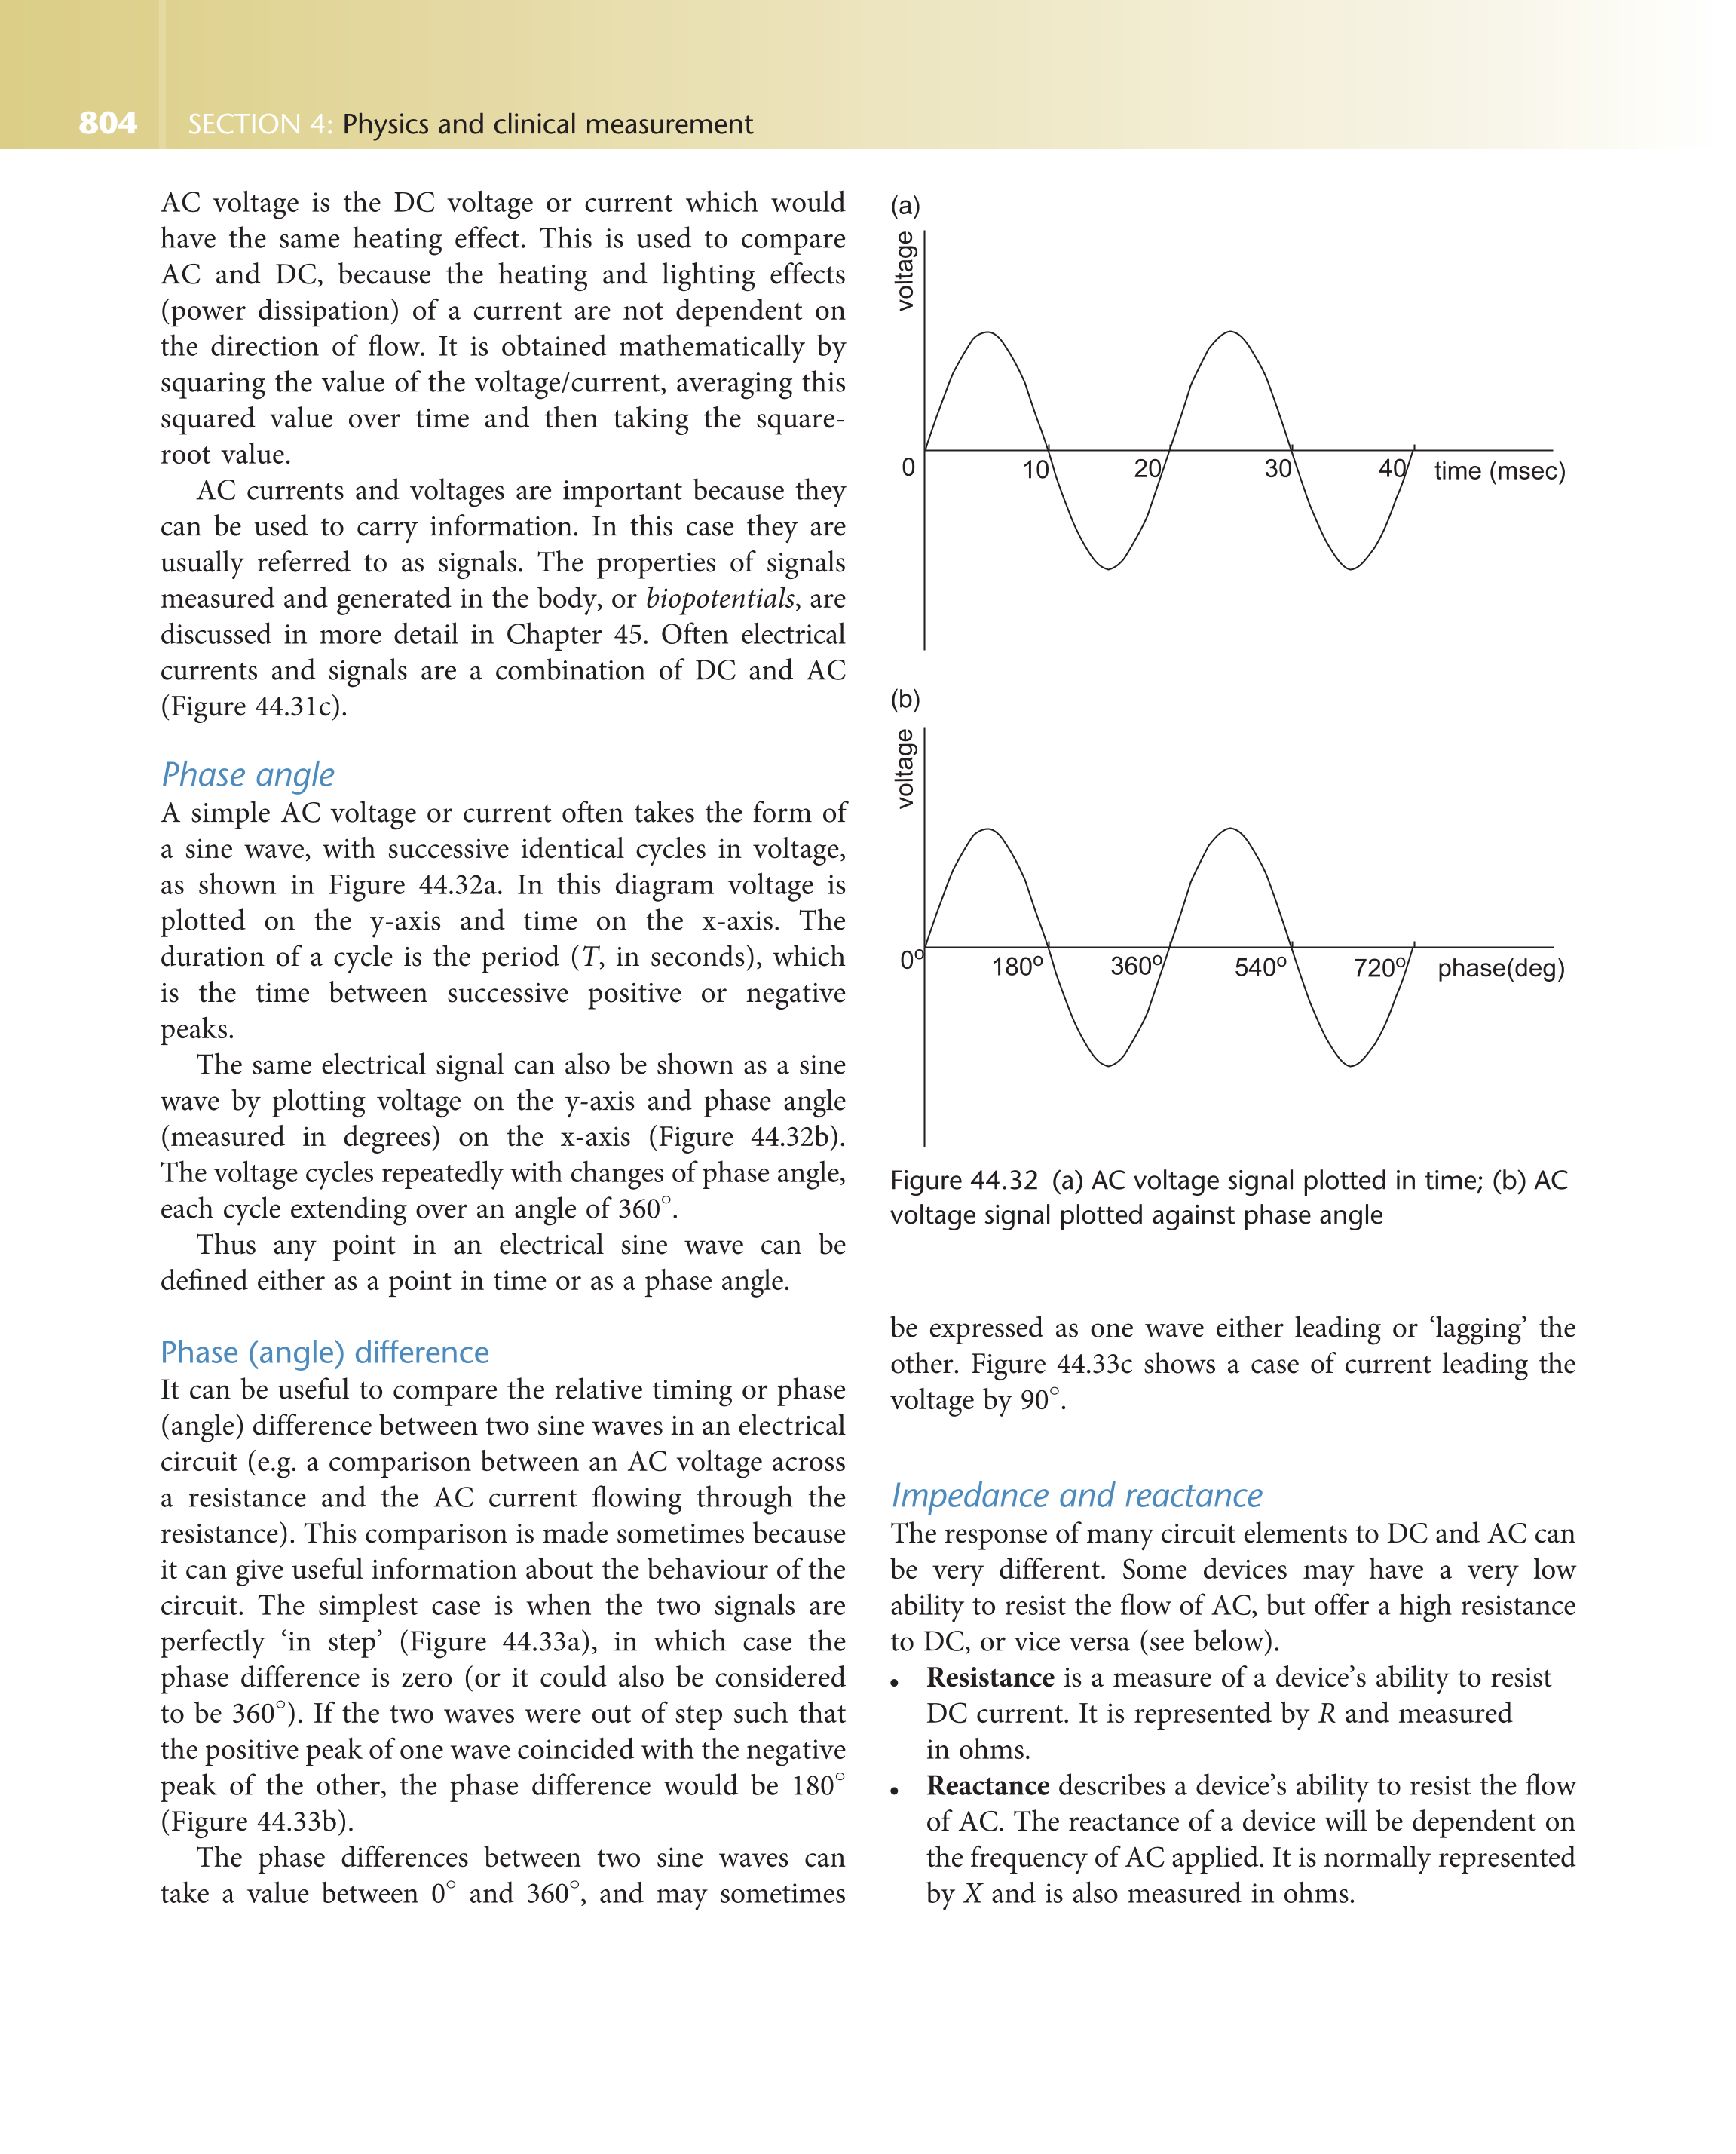 804 SECTION 4: Physics and clinical measurement
AC voltage is the DC voltage or current which would
have the same heating effect. This is used to compare
AC and DC, because the heating and lighting effects
(power dissipation) of a current are not dependent on
the direction of flow. It is obtained mathematically by
squaring the value of the voltage/current, averaging this
squared value over time and then taking the square-
root value.
AC currents and voltages are important because they
can be used to carry information. In this case they are
usually referred to as signals. The properties of signals
measured and generated in the body, or biopotentials, are
discussed in more detail in Chapter 45. Often electrical
currents and signals are a combination of DC and AC
(Figure 44.31c).
Phase angle
A simple AC voltage or current often takes the form of
a sine wave, with successive identical cycles in voltage,
as shown in Figure 44.32a. In this diagram voltage is
plotted on the y-axis and time on the x-axis. The
duration of a cycle is the period (T, in seconds), which
is the time between successive positive or negative
peaks.
The same electrical signal can also be shown as a sine
wave by plotting voltage on the y-axis and phase angle
(measured in degrees) on the x-axis (Figure 44.32b).
The voltage cycles repeatedly with changes of phase angle,
each cycle extending over an angle of 360°.
Thus any point in an electrical sine wave can be
defined either as a point in time or as a phase angle.
Phase (angle) difference
It can be useful to compare the relative timing or phase
(angle) difference between two sine waves in an electrical
circuit (e.g. a comparison between an AC voltage across
a resistance and the AC current flowing through the
resistance). This comparison is made sometimes because
it can give useful information about the behaviour of the
circuit. The simplest case is when the two signals are
perfectly ‘in step’ (Figure 44.33a), in which case the
phase difference is zero (or it could also be considered
to be 360°). If the two waves were out of step such that
the positive peak of one wave coincided with the negative
peak of the other, the phase difference would be 180°
(Figure 44.33b).
The phase differences between two sine waves can
take a value between 0° and 360°, and may sometimes
(a)
voltage
0 10 20 30 40 time (msec)
(b)
voltage
0° 180° 360° 540° 720° phase(deg)
Figure 44.32 (a) AC voltage signal plotted in time; (b) AC
voltage signal plotted against phase angle
be expressed as one wave either leading or ‘lagging’ the
other. Figure 44.33c shows a case of current leading the
voltage by 90°.
Impedance and reactance
The response of many circuit elements to DC and AC can
be very different. Some devices may have a very low
ability to resist the flow of AC, but offer a high resistance
to DC, or vice versa (see below).
• Resistance is a measure of a device’s ability to resist
DC current. It is represented by R and measured
in ohms.
• Reactance describes a device’s ability to resist the flow
of AC. The reactance of a device will be dependent on
the frequency of AC applied. It is normally represented
by X and is also measured in ohms.